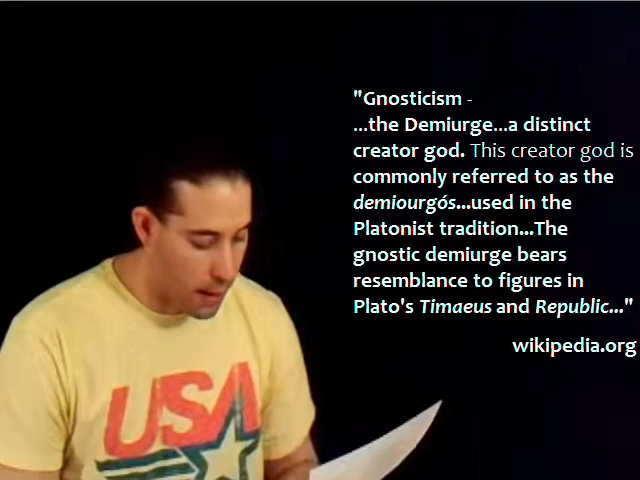 "Gnosticism -
...the Demiurge...a distinct
creator god. This creator god is
commonly referred to as the
demiourgós...used in the
Platonist tradition...The
gnostic demiurge bears
resemblance to figures in
Plato's Timaeus and Republic..."
wikipedia.org
USA